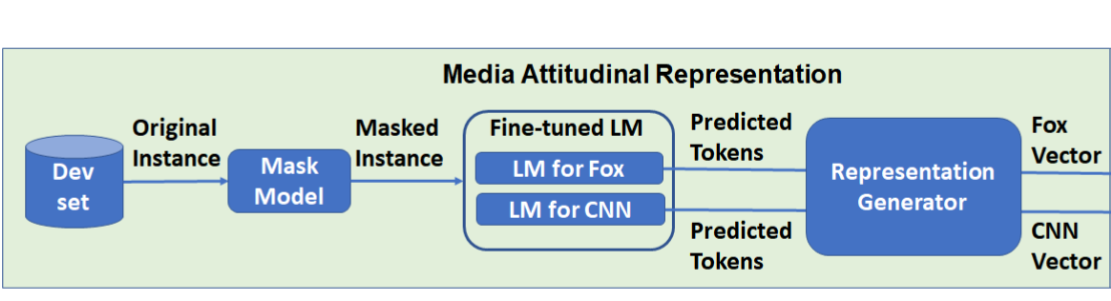 Media Attitudinal Representation
Original
Instance
Masked
Instance
Fine-tuned LM
Predicted
Tokens
Fox
Vector
Dev
set
Mask
Model
LM for Fox
LM for CNN
Representation
Generator
Predicted
Tokens
CNN
Vector